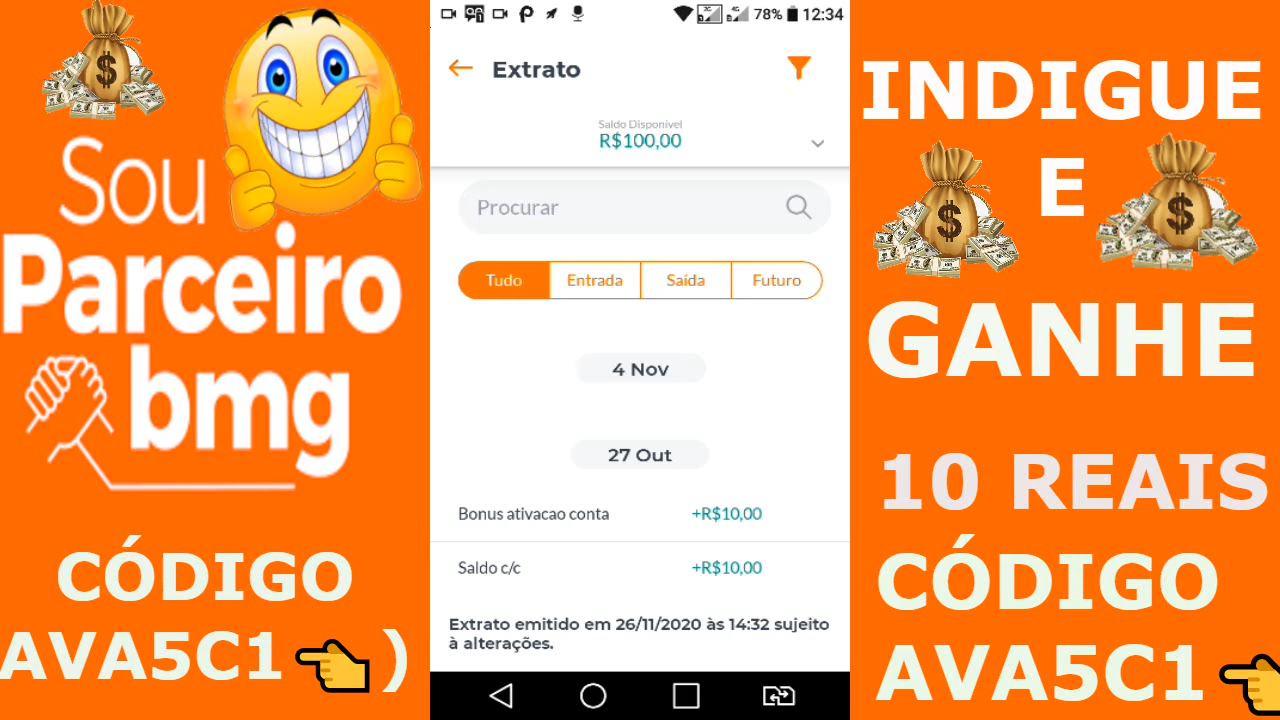 Sou
Parceiro
bmg
CÓDIGO
AVA5C1 )
2G 4G 78% 12:34
Extrato
Saldo Disponível
R$100,00
Procurar
Tudo Entrada Saída Futuro
4 Nov
27 Out
Bonus ativacao conta +R$10,00
Saldo c/c +R$10,00
Extrato emitido em 26/11/2020 às 14:32 sujeito
à alterações.
INDIGUE
E
GANHE
10 REAIS
CÓDIGO
AVA5C1